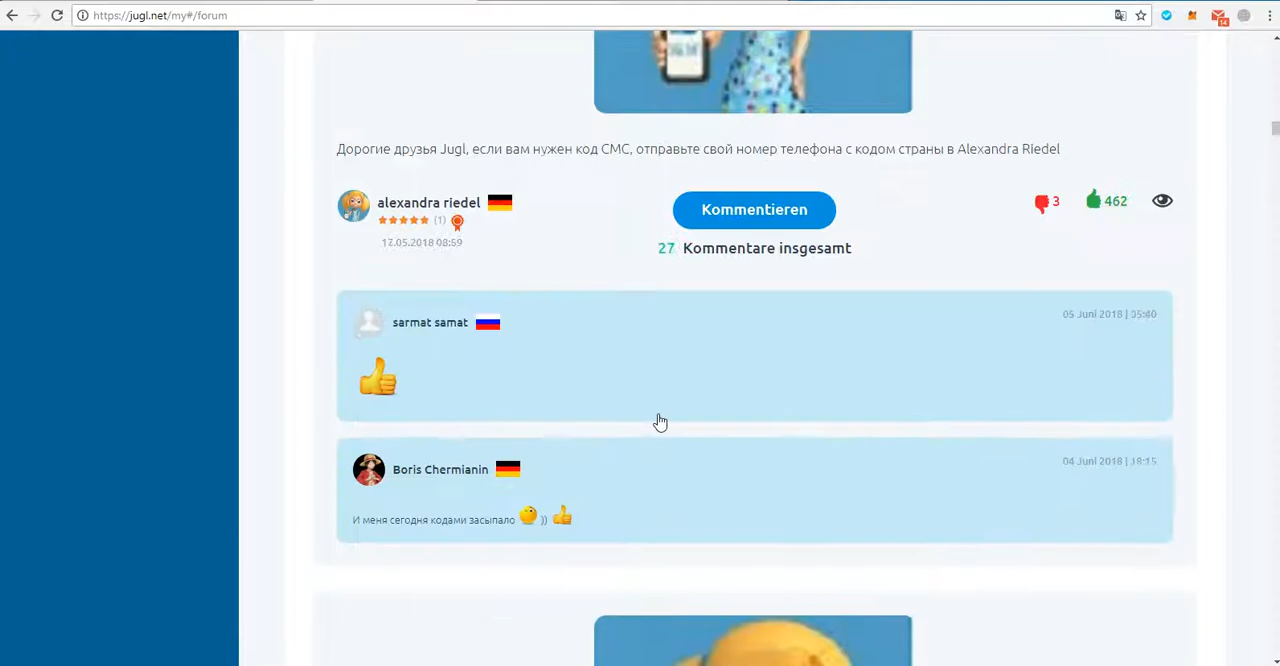 https://jugl.net/my#/forum
14
Дорогие друзья Jugl, если вам нужен код СМС, отправьте свой номер телефона с кодом страны в Alexandra Riedel
alexandra riedel
(1)
17.05.2018 08:59
Kommentieren
27 Kommentare insgesamt
3 462
sarmat samat
05 Juni 2018 | 05:40
Boris Chermianin
04 Juni 2018 | 18:15
И меня сегодня кодами засыпало ))